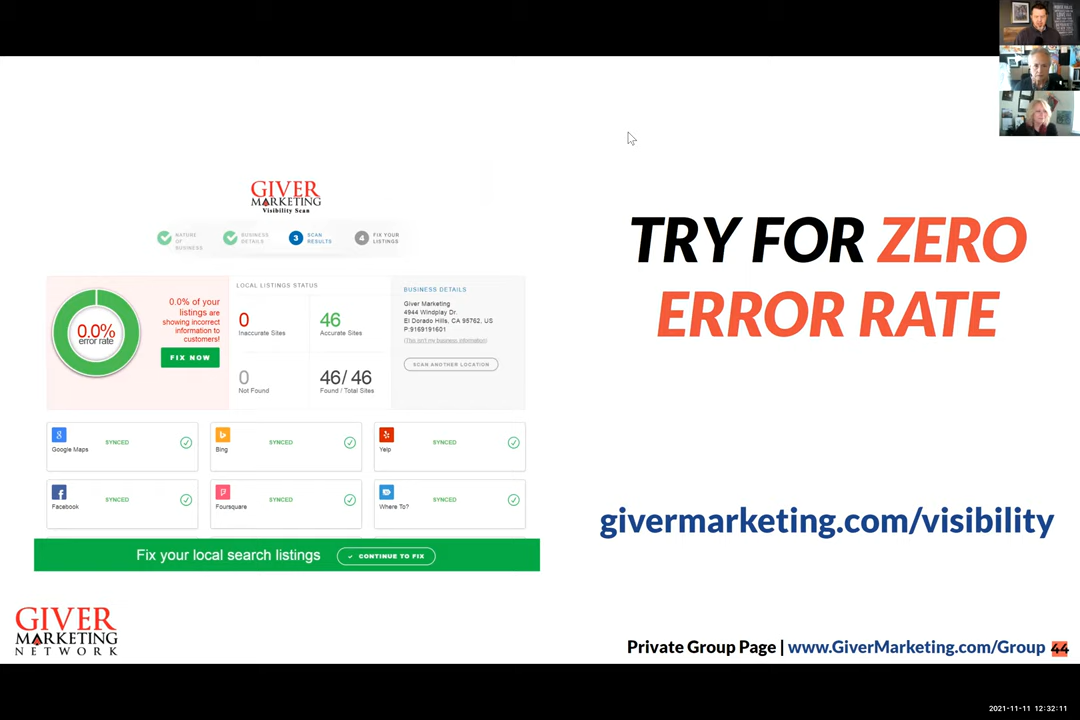 GIVER
MARKETING
Visibility Scan
NATURE
OF
BUSINESS
BUSINESS
DETAILS
3
SCAN
RESULTS
4
FIX YOUR
LISTINGS
0.0%
error rate
0.0% of your
listings are
showing incorrect
information to
customers!
FIX NOW
LOCAL LISTINGS STATUS
0
Inaccurate Sites
46
Accurate Sites
0
Not Found
46/ 46
Found / Total Sites
BUSINESS DETAILS
Giver Marketing
4944 Windplay Dr.
El Dorado Hills, CA 95762, US
P:9169191601
(This isn't my business information)
SCAN ANOTHER LOCATION
Google Maps
SYNCED
Bing
SYNCED
Yelp
SYNCED
Facebook
SYNCED
Foursquare
SYNCED
Where To?
SYNCED
Fix your local search listings
CONTINUE TO FIX
TRY FOR ZERO
ERROR RATE
givermarketing.com/visibility
GIVER
MARKETING
NETWORK
Private Group Page | www.GiverMarketing.com/Group 44
2021-11-11 12:32:11